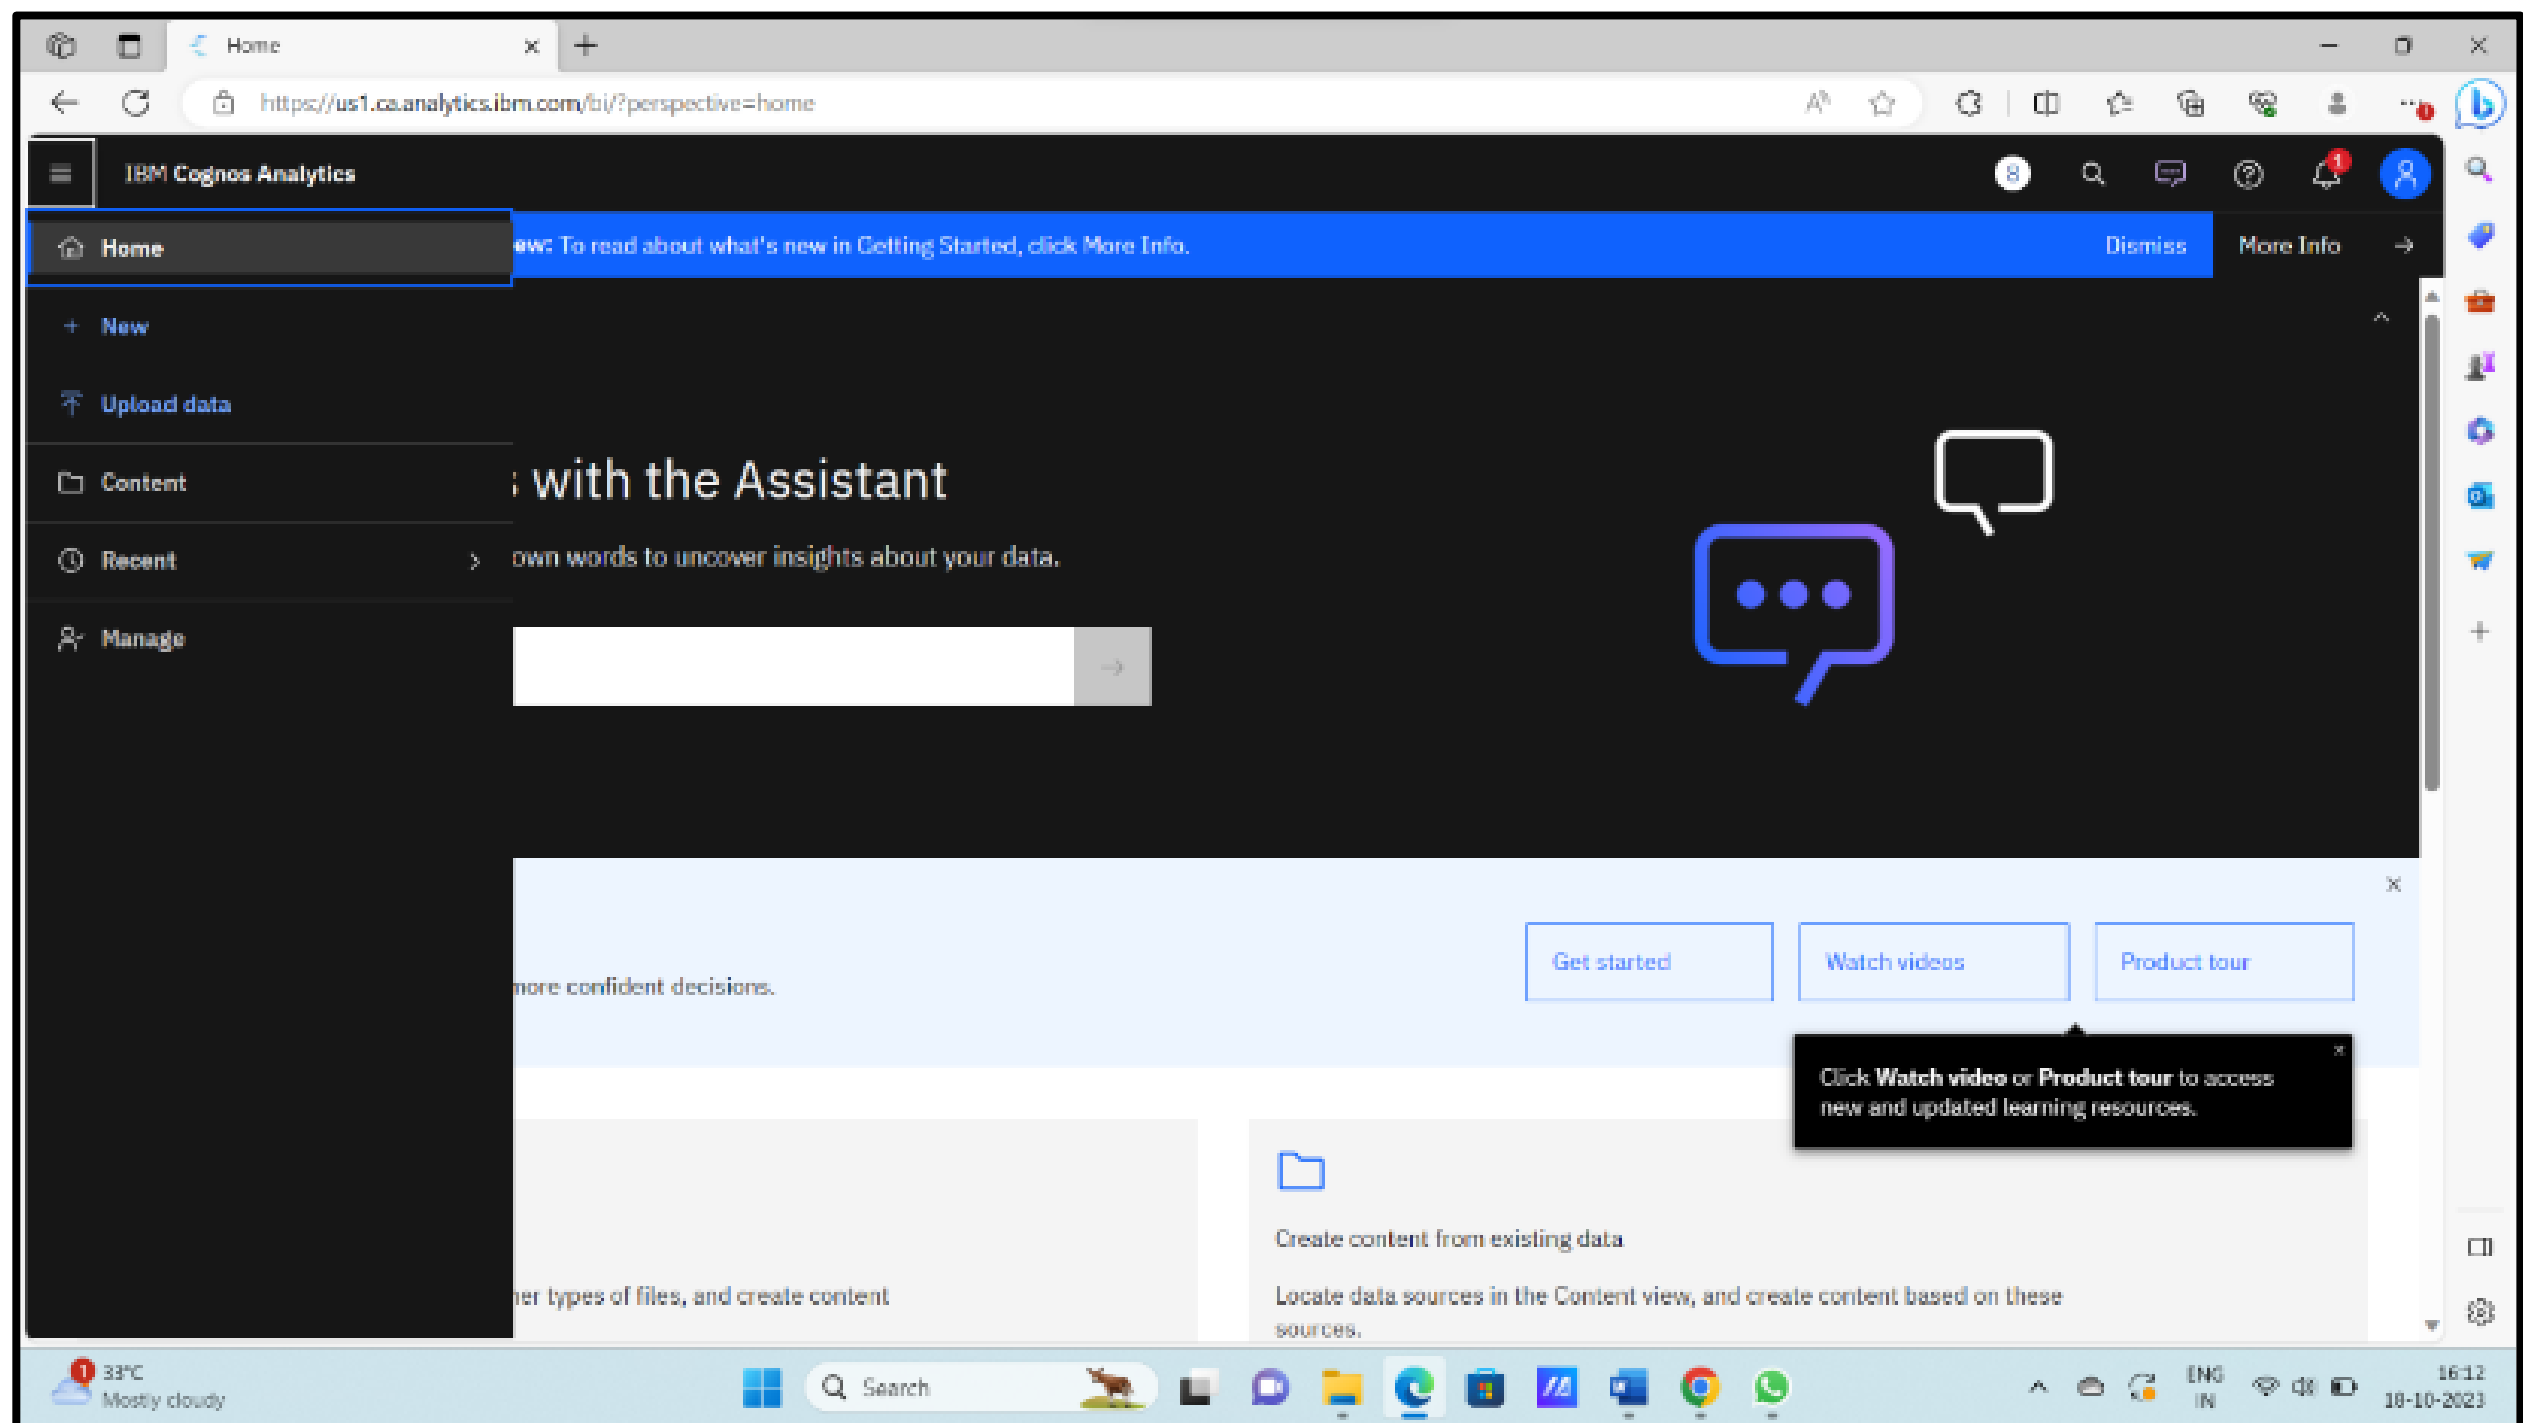 Home
https://us1.ca.analytics.ibm.com/bi/?perspective=home
IBM Cognos Analytics
8
1
Home
ew: To read about what's new in Getting Started, click More Info.
Dismiss
More Info
New
Upload data
Content
Recent
Manage
s with the Assistant
own words to uncover insights about your data.
more confident decisions.
Get started
Watch videos
Product tour
Click Watch video or Product tour to access
new and updated learning resources.
Create content from existing data
her types of files, and create content
Locate data sources in the Content view, and create content based on these
sources.
1
33°C
Mostly cloudy
Search
ENG
IN
16:12
18-10-2023